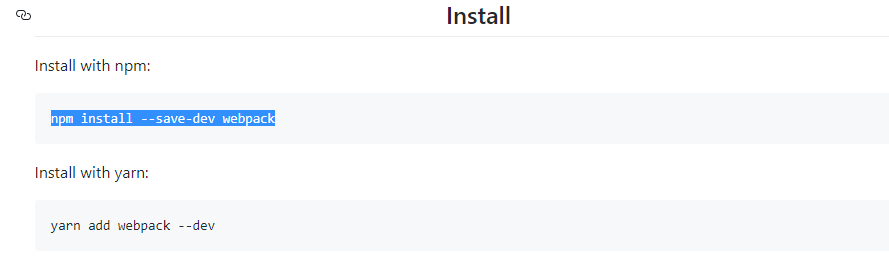 Install
Install with npm:
npm install --save-dev webpack
Install with yarn:
yarn add webpack --dev